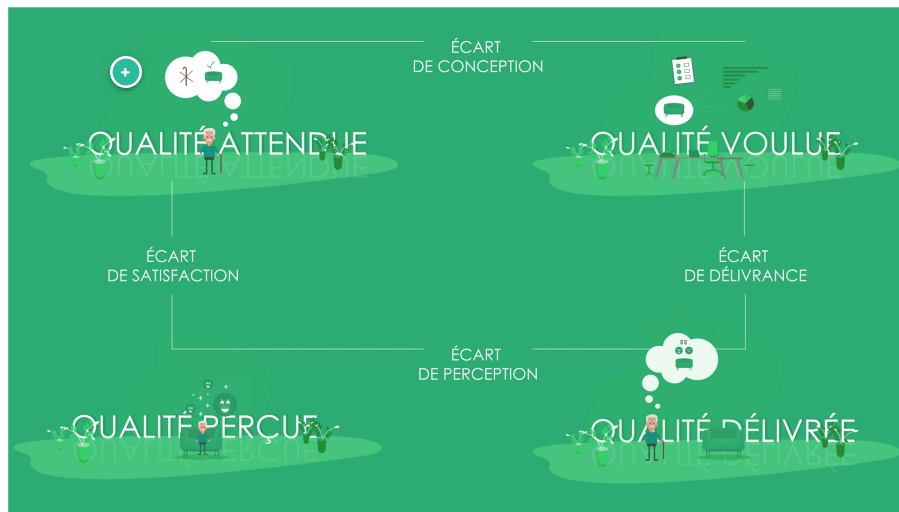 ÉCART
DE CONCEPTION
QUALITÉ ATTENDUE
QUALITÉ VOULUE
ÉCART
DE SATISFACTION
ÉCART
DE DÉLIVRANCE
ÉCART
DE PERCEPTION
QUALITÉ PERÇUE
QUALITÉ DÉLIVRÉE